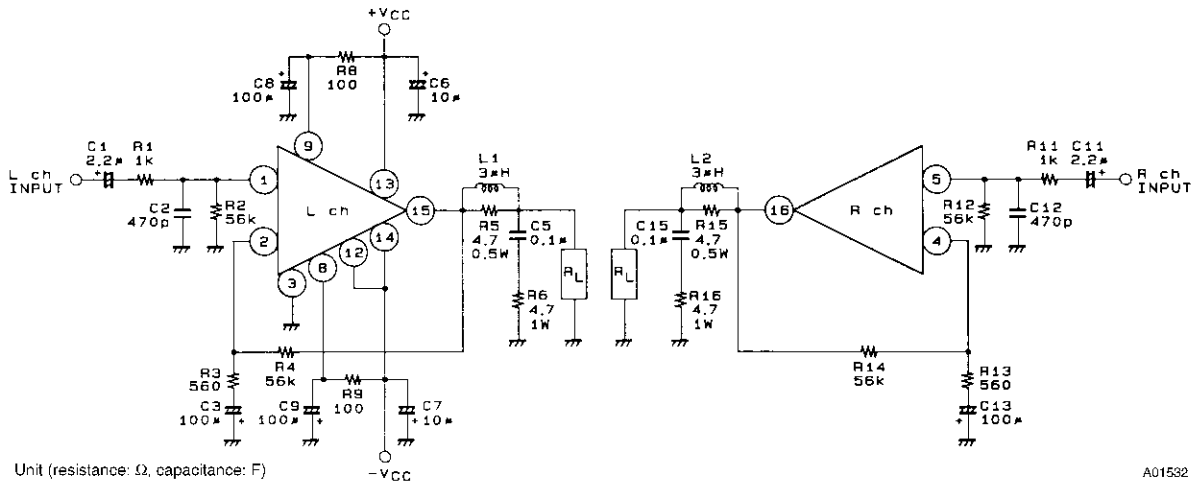 +VCC
R8
100
C8
100µ
C6
10µ
L ch
INPUT
C1
2.2µ
R1
1k
C2
470p
R2
56k
1
2
3
8
9
12
13
14
15
L ch
L1
3µH
R5
4.7
0.5W
C5
0.1µ
R6
4.7
1W
RL
R4
56k
R3
560
C3
100µ
C9
100µ
R9
100
C7
10µ
-VCC
L2
3µH
C15
0.1µ
R15
4.7
0.5W
R16
4.7
1W
RL
16
R ch
5
4
R11
1k
C11
2.2µ
R ch
INPUT
R12
56k
C12
470p
R14
56k
R13
560
C13
100µ
Unit (resistance: Ω, capacitance: F)
A01532